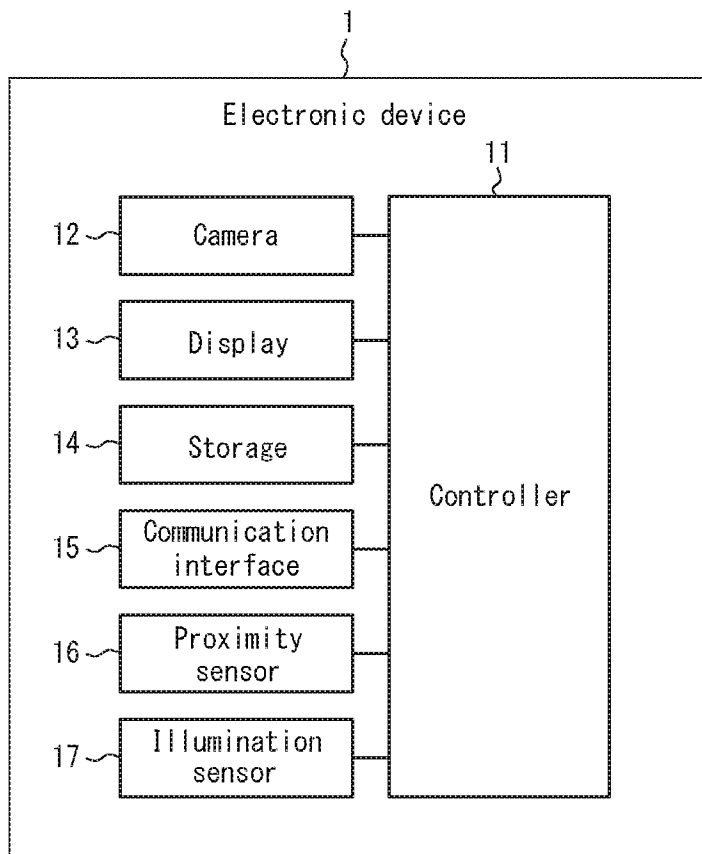 1
Electronic device
11
12
Camera
13
Display
14
Storage
Controller
15
Communication
interface
16
Proximity
sensor
17
Illumination
sensor